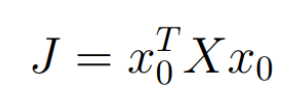 J = x_0^T X x_0